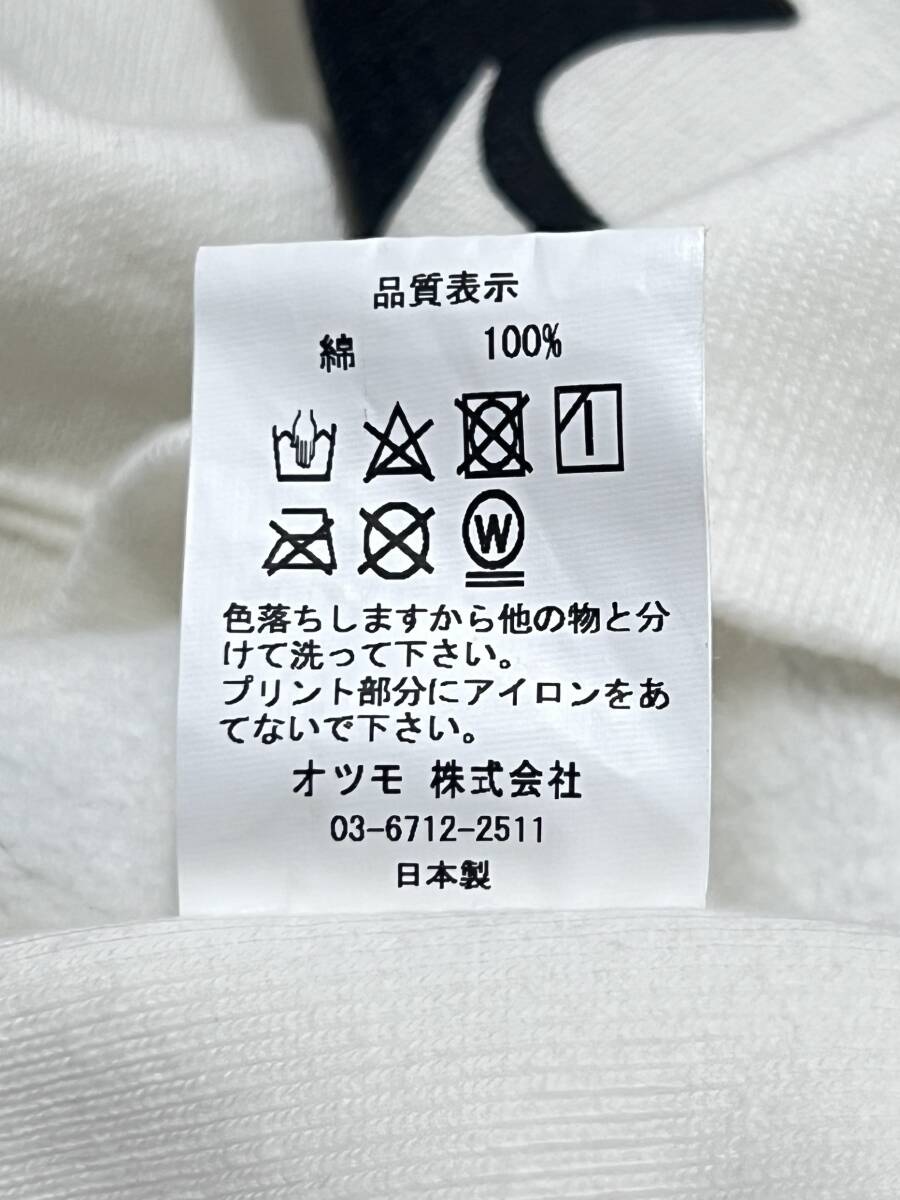 品質表示
綿 100%
W
色落ちしますから他の物と分
けて洗って下さい。
プリント部分にアイロンをあ
てないで下さい。
オツモ 株式会社
03-6712-2511
日本製